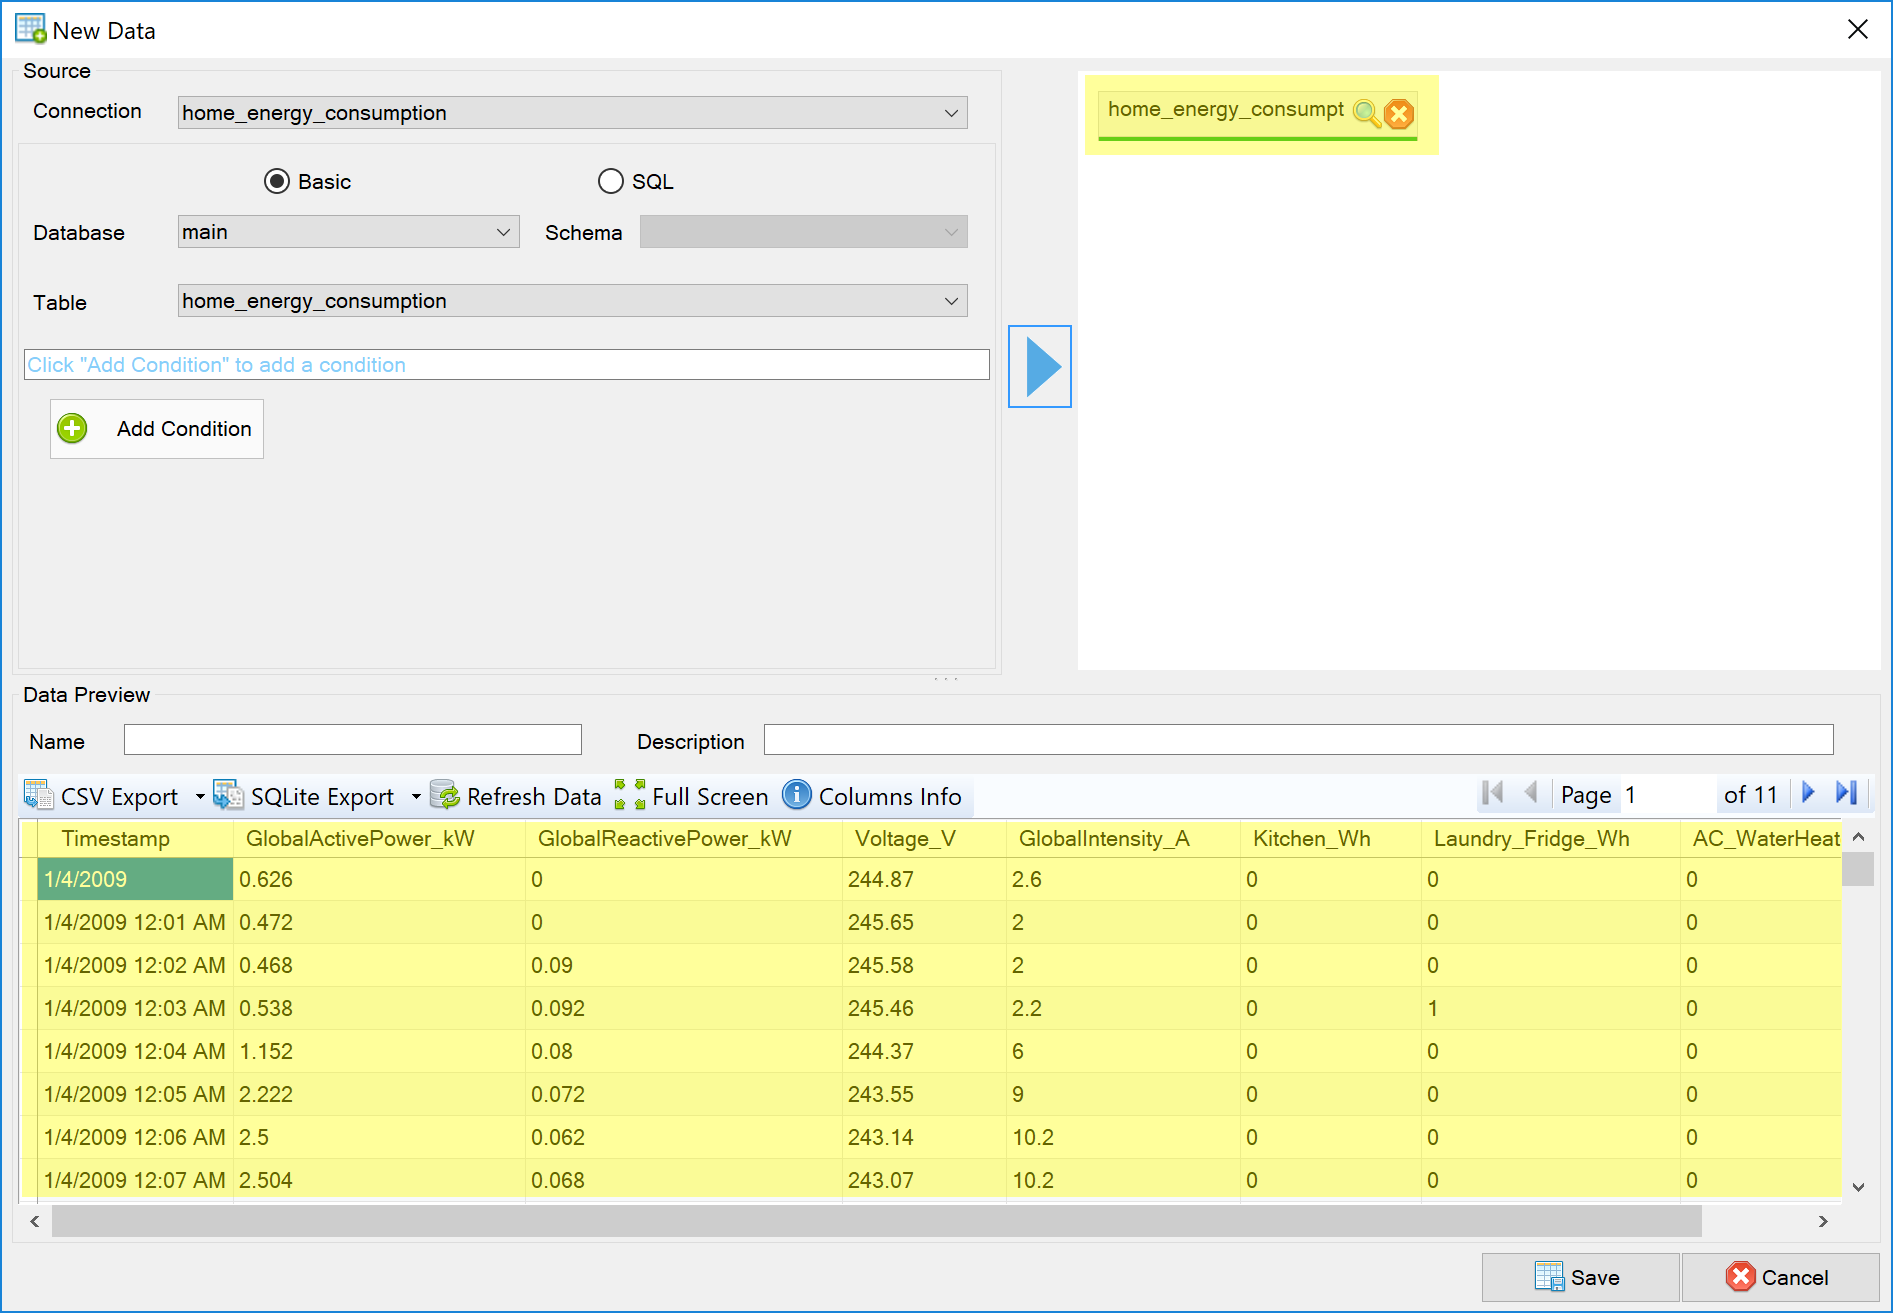 New Data
Source
Connection home_energy_consumption
home_energy_consumpt
Basic SQL
Database main Schema
Table home_energy_consumption
Click "Add Condition" to add a condition
Add Condition
Data Preview
Name Description
CSV Export SQLite Export Refresh Data Full Screen Columns Info Page 1 of 11
Timestamp GlobalActivePower_kW GlobalReactivePower_kW Voltage_V GlobalIntensity_A Kitchen_Wh Laundry_Fridge_Wh AC_WaterHeat
1/4/2009 0.626 0 244.87 2.6 0 0 0
1/4/2009 12:01 AM 0.472 0 245.65 2 0 0 0
1/4/2009 12:02 AM 0.468 0.09 245.58 2 0 0 0
1/4/2009 12:03 AM 0.538 0.092 245.46 2.2 0 1 0
1/4/2009 12:04 AM 1.152 0.08 244.37 6 0 0 0
1/4/2009 12:05 AM 2.222 0.072 243.55 9 0 0 0
1/4/2009 12:06 AM 2.5 0.062 243.14 10.2 0 0 0
1/4/2009 12:07 AM 2.504 0.068 243.07 10.2 0 0 0
Save Cancel